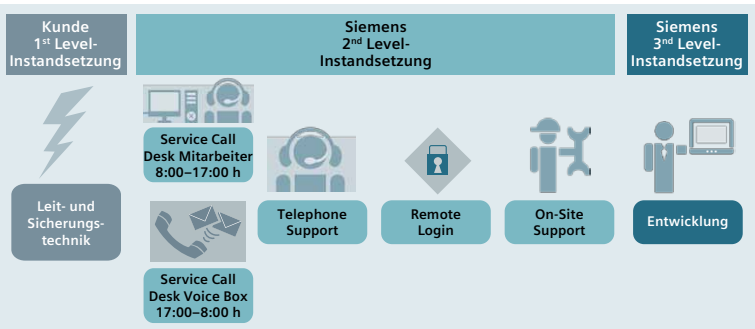 Kunde
1st Level-
Instandsetzung
Siemens
2nd Level-
Instandsetzung
Siemens
3nd Level-
Instandsetzung
Leit- und
Sicherungs-
technik
Service Call
Desk Mitarbeiter
8:00–17:00 h
Service Call
Desk Voice Box
17:00–8:00 h
Telephone
Support
Remote
Login
On-Site
Support
Entwicklung